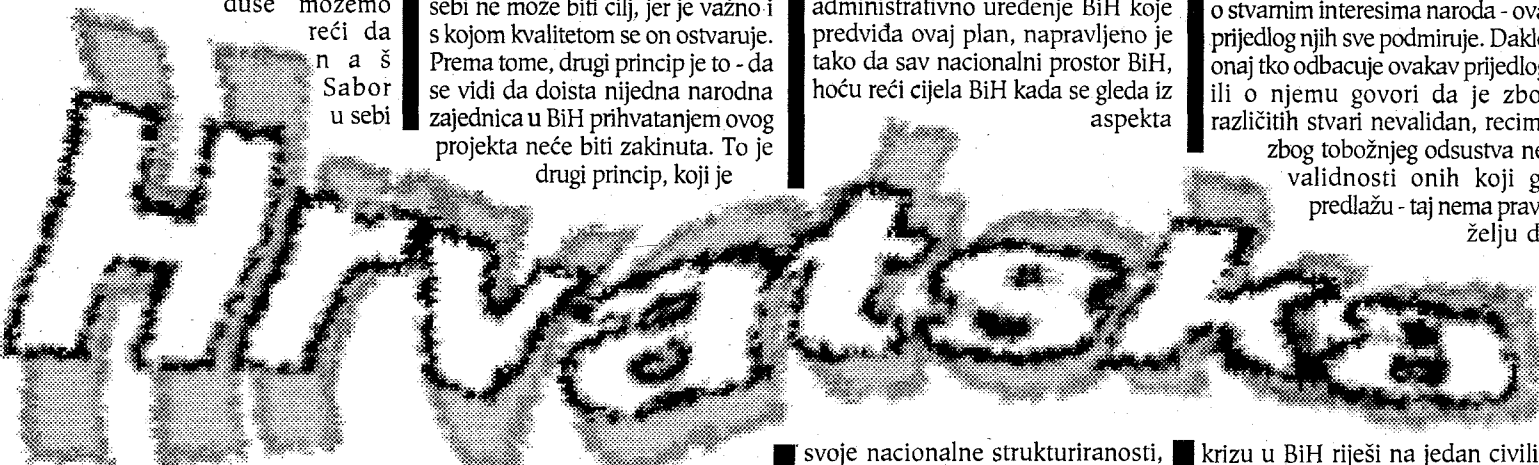 duše možemo
reći da
naš
Sabor
u sebi
sebi ne može biti cilj, jer je važno i
s kojom kvalitetom se on ostvaruje.
Prema tome, drugi princip je to - da
se vidi da doista nijedna narodna
zajednica u BiH prihvatanjem ovog
projekta neće biti zakinuta. To je
drugi princip, koji je
administrativno uređenje BiH koje
predviđa ovaj plan, napravljeno je
tako da sav nacionalni prostor BiH,
hoću reći cijela BiH kada se gleda iz
aspekta
o stvarnim interesima naroda - ova
prijedlog njih sve podmiruje. Dakl
onaj tko odbacuje ovakav prijedlog
ili o njemu govori da je zbo
različitih stvari nevalidan, recim
zbog tobožnjeg odsustva ne
validnosti onih koji g
predlažu - taj nema prav
želju d
Hrvatska
svoje nacionalne strukturiranosti,
krizu u BiH riješi na jedan civili